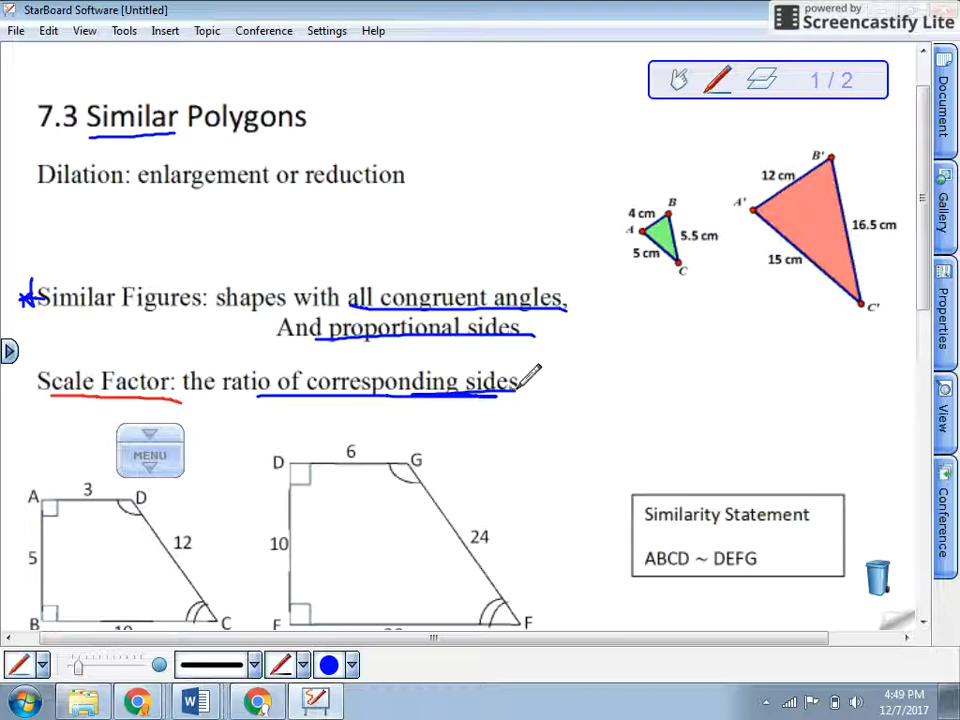 StarBoard Software [Untitled]
powered by
Screencastify Lite
File Edit View Tools Insert Topic Conference Settings Help
1 / 2
7.3 Similar Polygons
Dilation: enlargement or reduction
B'
12 cm
A'
B
4 cm
A
5.5 cm
16.5 cm
5 cm
15 cm
C
C'
Similar Figures: shapes with all congruent angles,
And proportional sides
Scale Factor: the ratio of corresponding sides
MENU
A 3 D
5
12
B
C
D 6 G
10
24
F
Similarity Statement
ABCD ~ DEFG
Document
Gallery
Properties
View
Conference
4:49 PM
12/7/2017